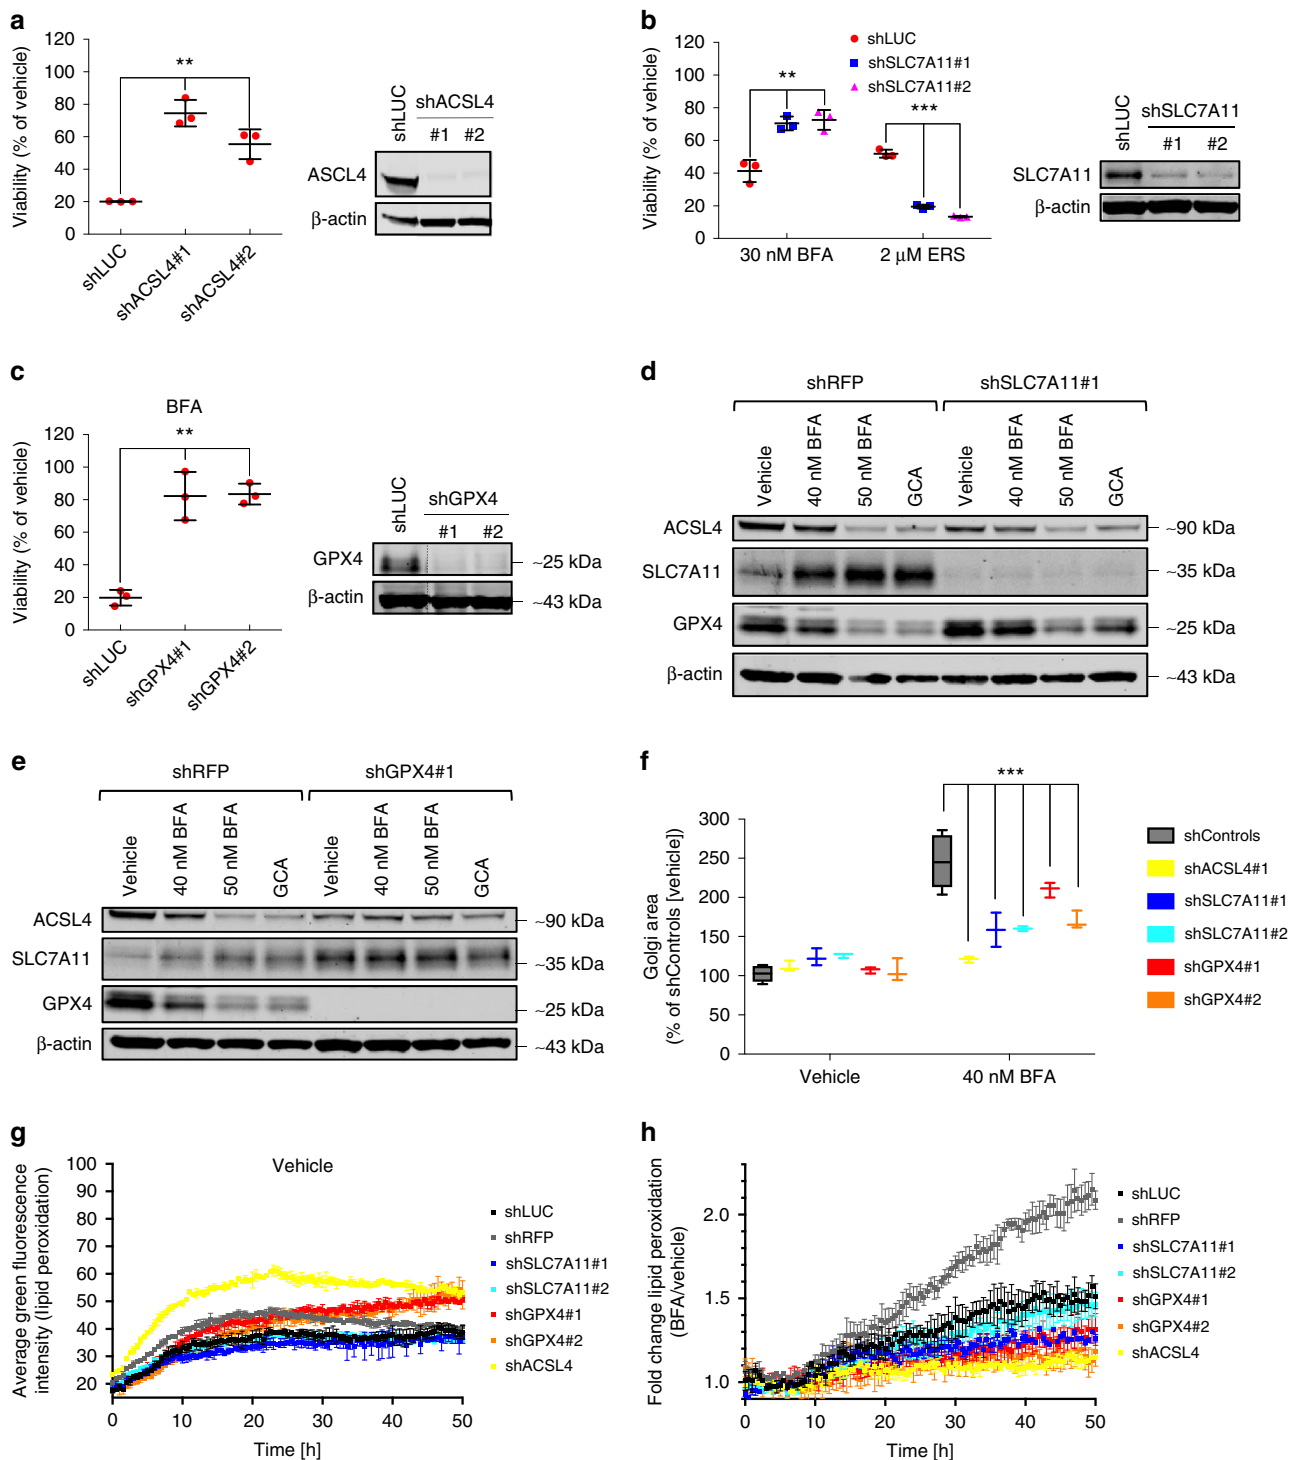 a
Viability (% of vehicle)
120
100
80
60
40
20
0
**
shLUC
shACSL4#1
shACSL4#2
shLUC
shACSL4
#1 #2
ASCL4
β-actin
b
Viability (% of vehicle)
120
100
80
60
40
20
0
shLUC
shSLC7A11#1
shSLC7A11#2
**
***
30 nM BFA
2 μM ERS
shLUC
shSLC7A11
#1 #2
SLC7A11
β-actin
c
BFA
Viability (% of vehicle)
120
100
80
60
40
20
0
**
shLUC
shGPX4#1
shGPX4#2
shLUC
shGPX4
#1 #2
GPX4
~25 kDa
β-actin
~43 kDa
d
shRFP shSLC7A11#1
Vehicle
40 nM BFA
50 nM BFA
GCA
Vehicle
40 nM BFA
50 nM BFA
GCA
ACSL4
~90 kDa
SLC7A11
~35 kDa
GPX4
~25 kDa
β-actin
~43 kDa
e
shRFP shGPX4#1
Vehicle
40 nM BFA
50 nM BFA
GCA
Vehicle
40 nM BFA
50 nM BFA
GCA
ACSL4
~90 kDa
SLC7A11
~35 kDa
GPX4
~25 kDa
β-actin
~43 kDa
f
Golgi area
(% of shControls [vehicle])
300
250
200
150
100
50
0
***
Vehicle
40 nM BFA
shControls
shACSL4#1
shSLC7A11#1
shSLC7A11#2
shGPX4#1
shGPX4#2
g
Vehicle
Average green fluorescence
intensity (lipid peroxidation)
100
90
80
70
60
50
40
30
20
0 10 20 30 40 50
Time [h]
shLUC
shRFP
shSLC7A11#1
shSLC7A11#2
shGPX4#1
shGPX4#2
shACSL4
h
Fold change lipid peroxidation
(BFA/vehicle)
2.0
1.5
1.0
0 10 20 30 40 50
Time [h]
shLUC
shRFP
shSLC7A11#1
shSLC7A11#2
shGPX4#1
shGPX4#2
shACSL4